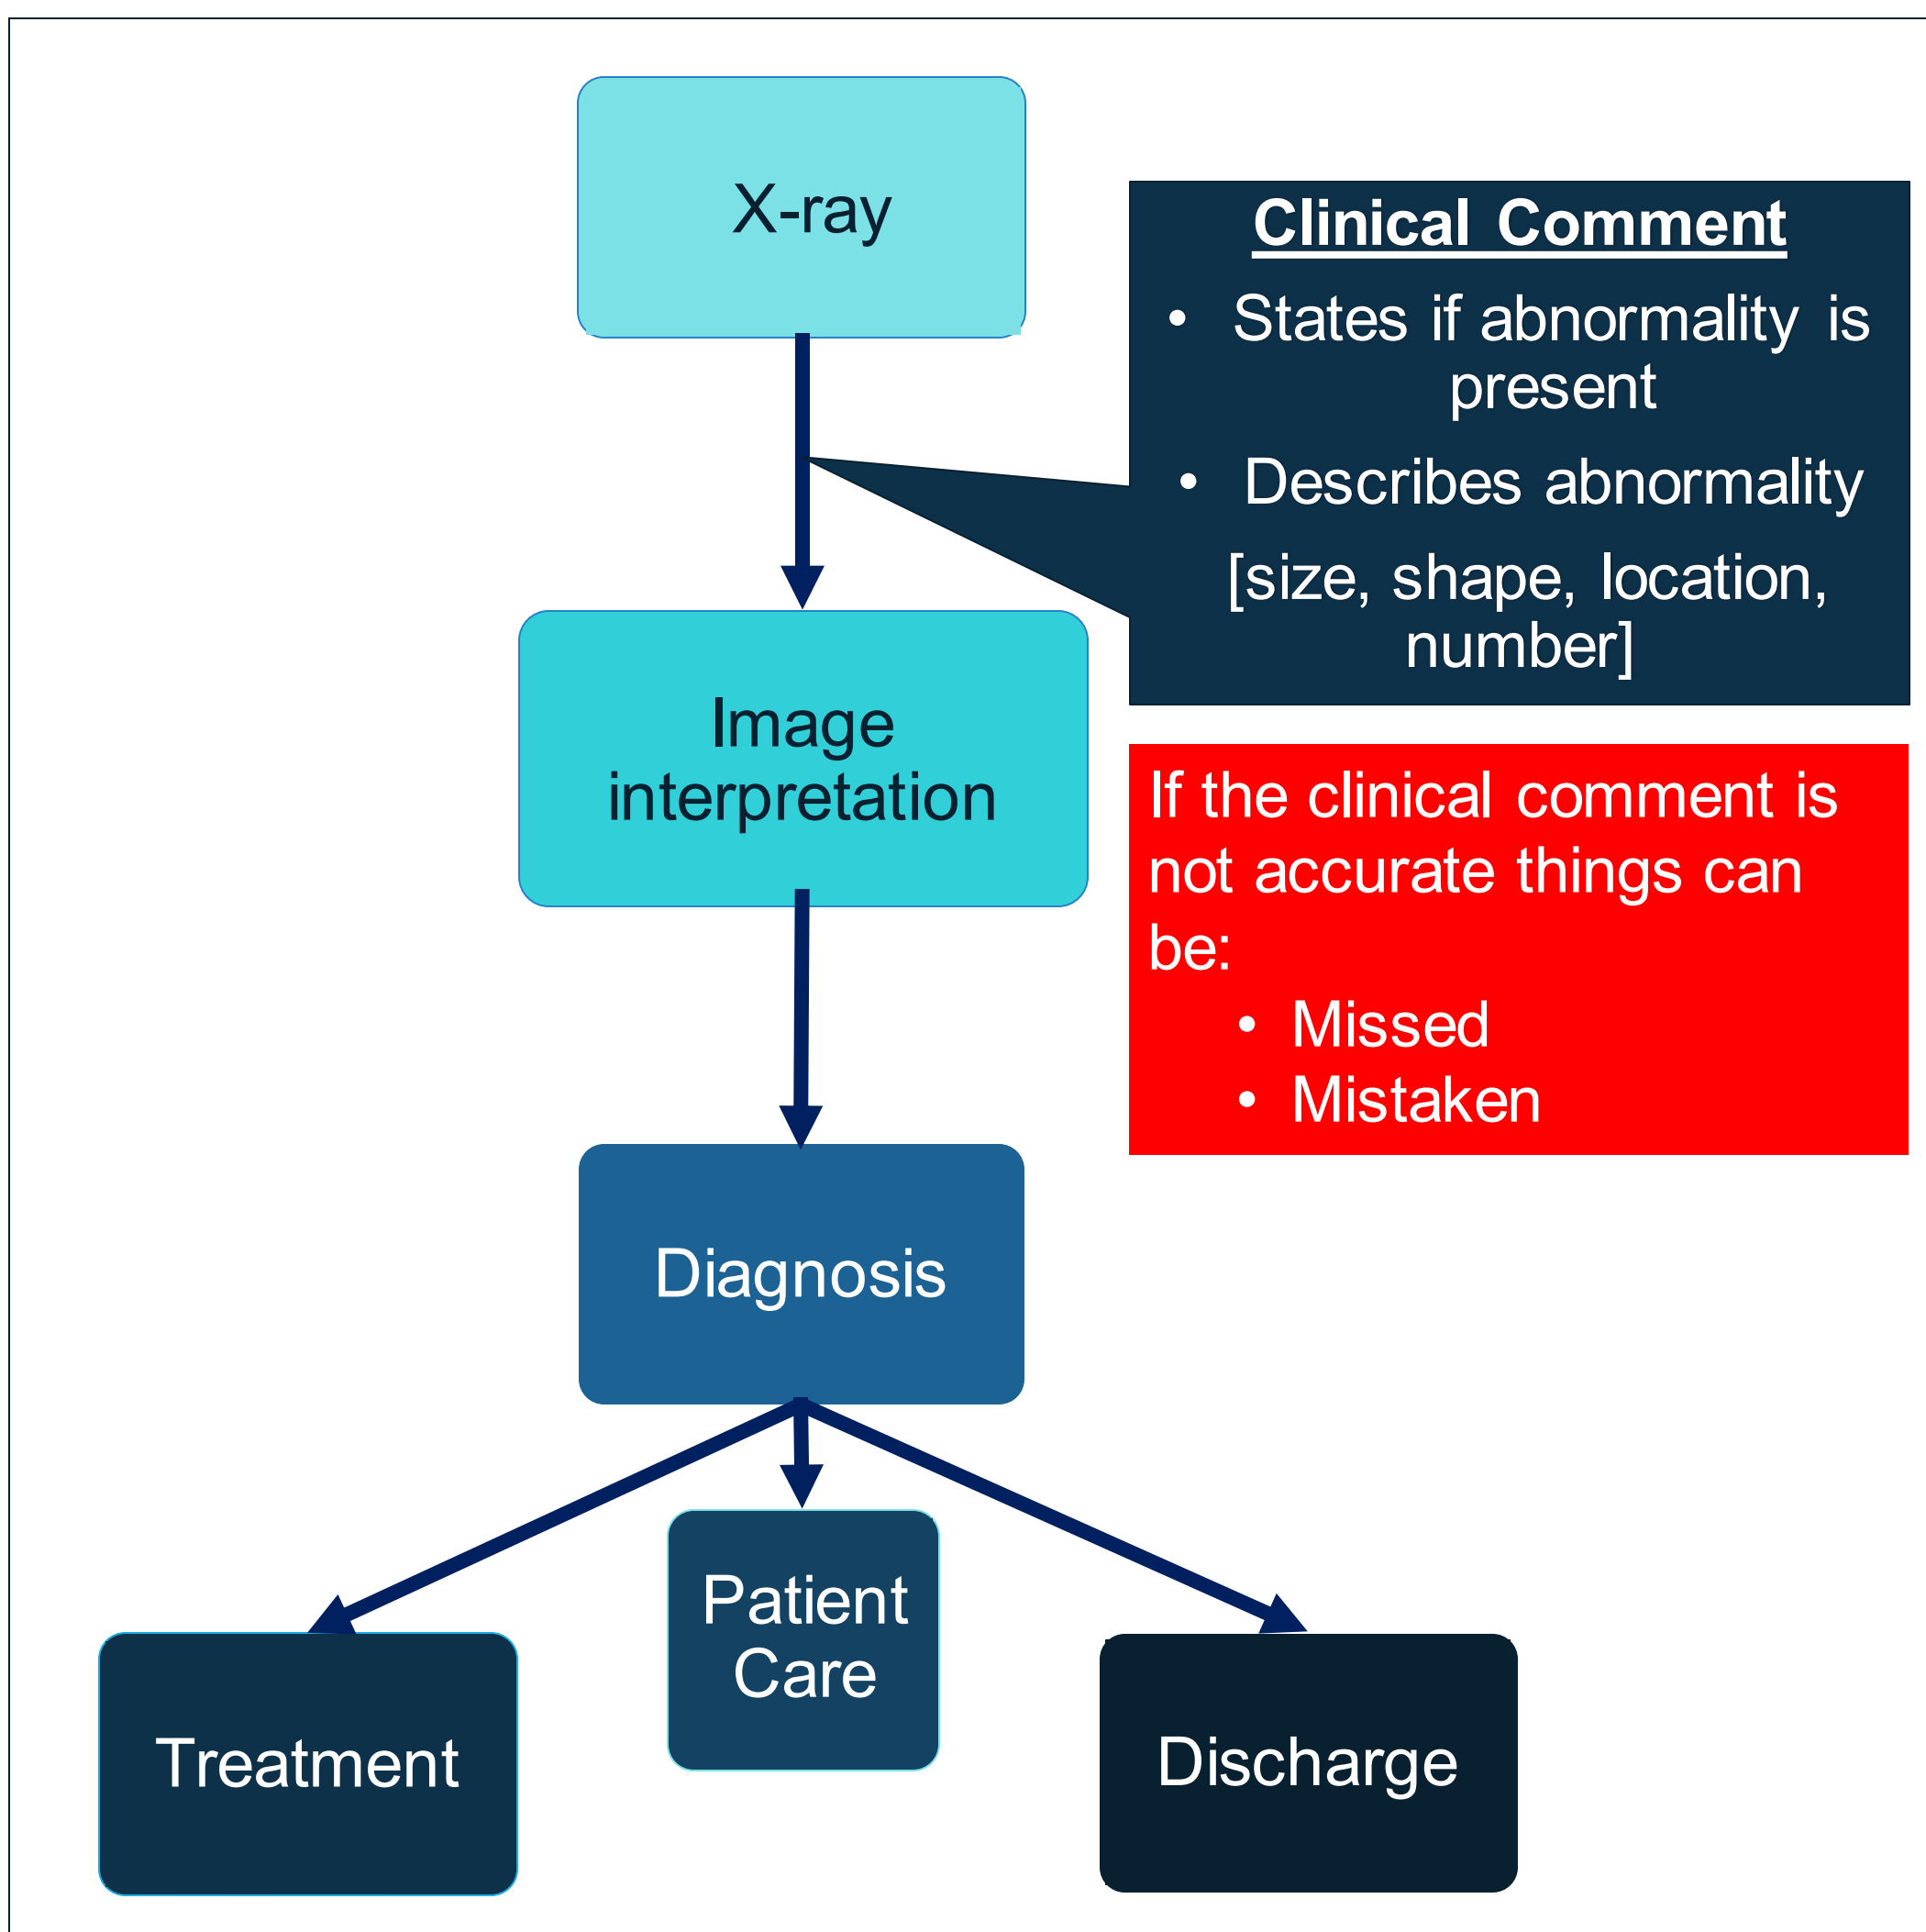 X-ray
Clinical Comment
• States if abnormality is
present
• Describes abnormality
[size, shape, location,
number]
Image
interpretation
If the clinical comment is
not accurate things can
be:
• Missed
• Mistaken
Diagnosis
Patient
Care
Treatment
Discharge